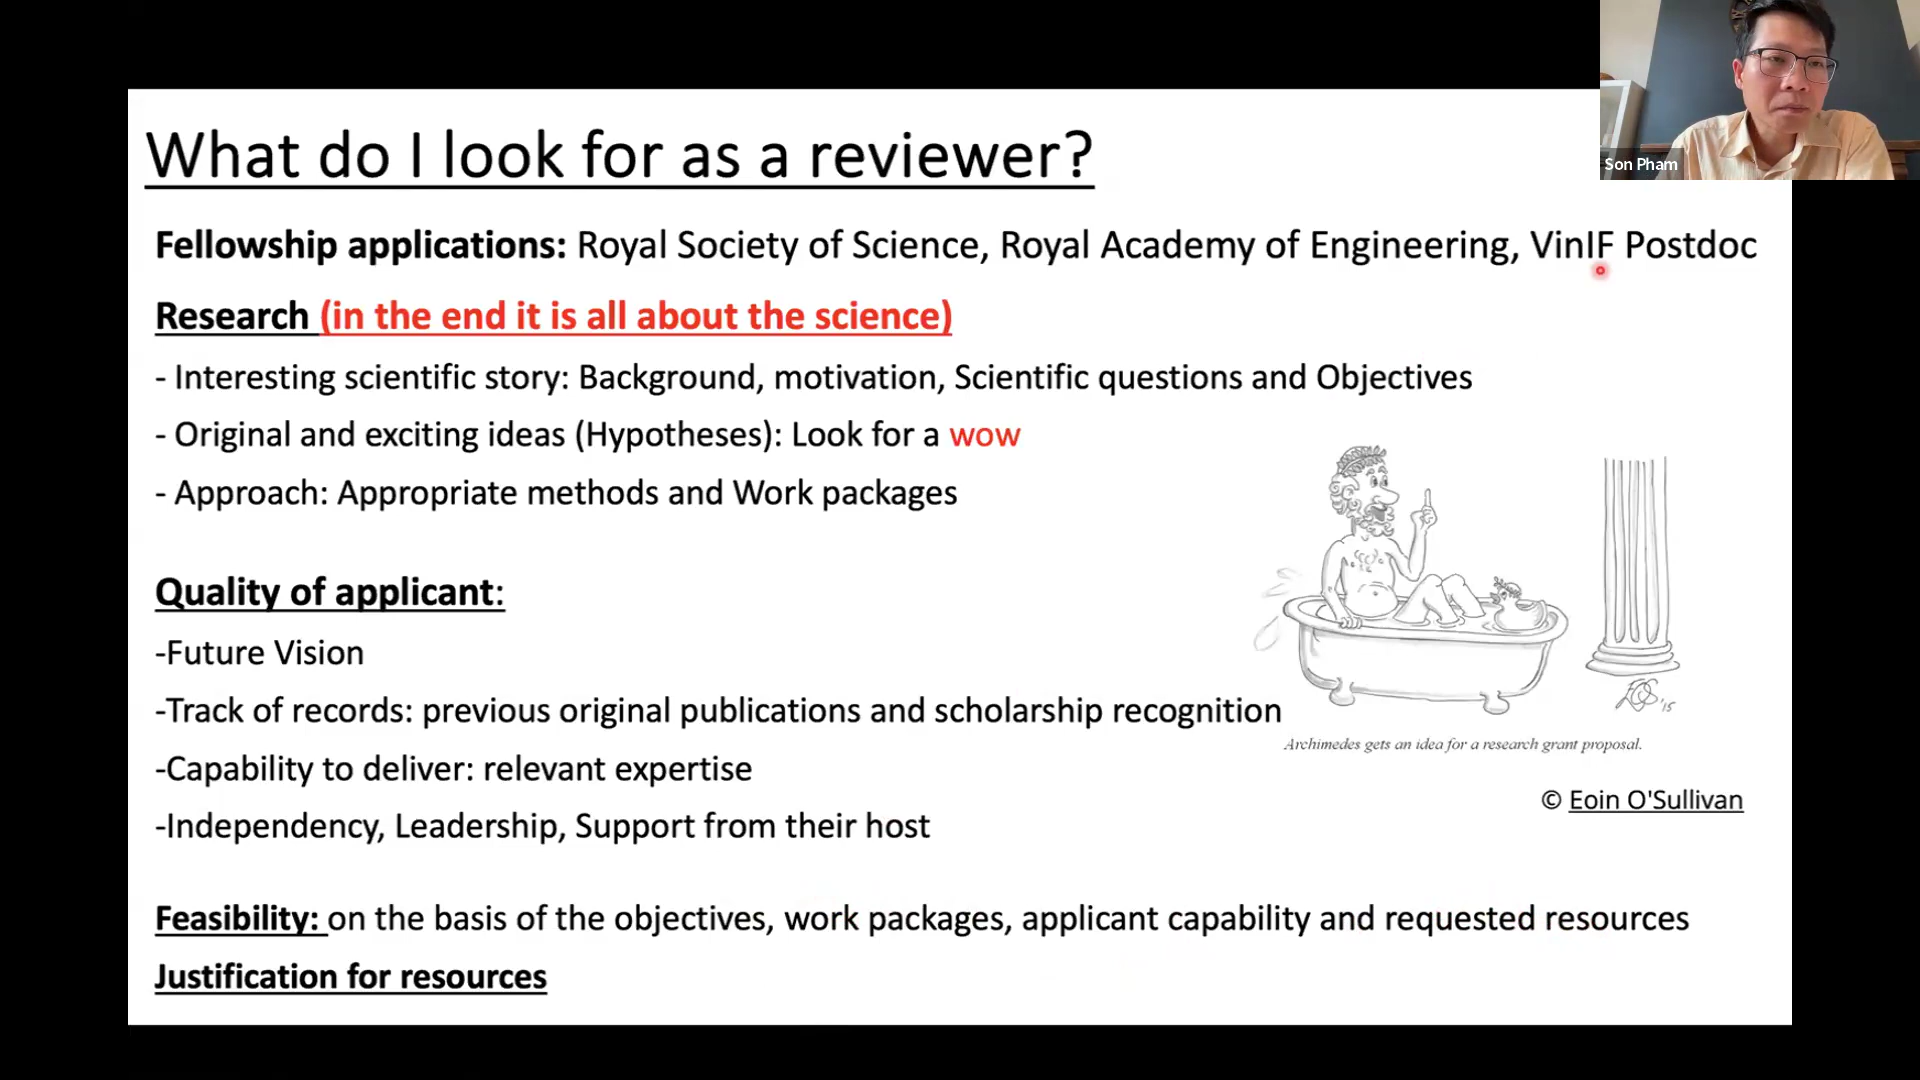 Son Pham
What do I look for as a reviewer?
Fellowship applications: Royal Society of Science, Royal Academy of Engineering, VinIF Postdoc
Research (in the end it is all about the science)
- Interesting scientific story: Background, motivation, Scientific questions and Objectives
- Original and exciting ideas (Hypotheses): Look for a wow
- Approach: Appropriate methods and Work packages
Quality of applicant:
-Future Vision
-Track of records: previous original publications and scholarship recognition
-Capability to deliver: relevant expertise
-Independency, Leadership, Support from their host
EOS '15
Archimedes gets an idea for a research grant proposal.
© Eoin O'Sullivan
Feasibility: on the basis of the objectives, work packages, applicant capability and requested resources
Justification for resources